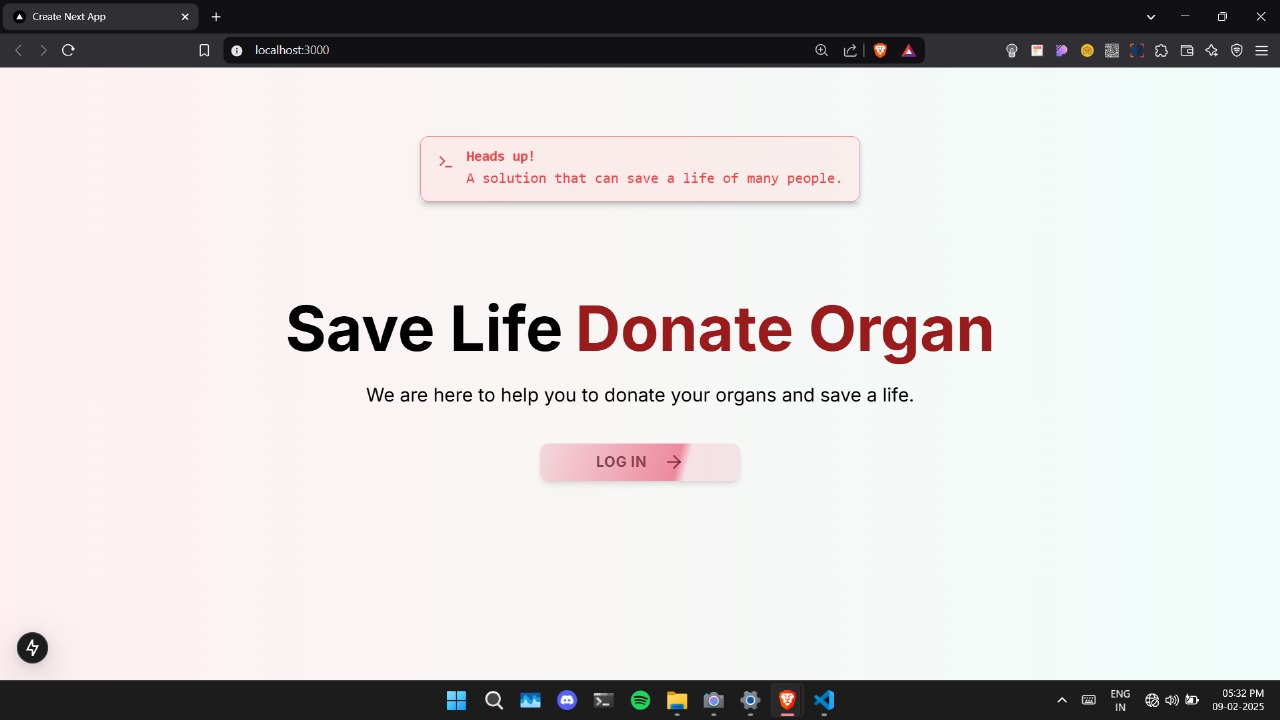 Create Next App
localhost:3000
Heads up!
A solution that can save a life of many people.
Save Life Donate Organ
We are here to help you to donate your organs and save a life.
LOG IN
ENG
IN
05:32 PM
09-02-2025